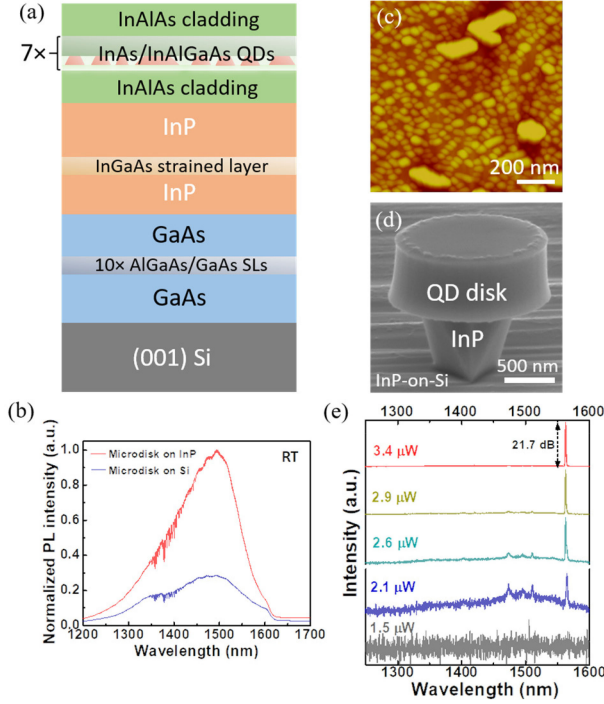 (a)
InAlAs cladding
7×
InAs/InAlGaAs QDs
InAlAs cladding
InP
InGaAs strained layer
InP
GaAs
10× AlGaAs/GaAs SLs
GaAs
(001) Si
(b)
Normalized PL intensity (a.u.)
1.0
0.8
0.6
0.4
0.2
0.0
Microdisk on InP
Microdisk on Si
RT
1200 1300 1400 1500 1600 1700
Wavelength (nm)
(c)
200 nm
(d)
QD disk
InP
InP-on-Si
500 nm
(e)
1300 1400 1500 1600
Intensity (a.u.)
3.4 μW
21.7 dB
2.9 μW
2.6 μW
2.1 μW
1.5 μW
1300 1400 1500 1600
Wavelength (nm)